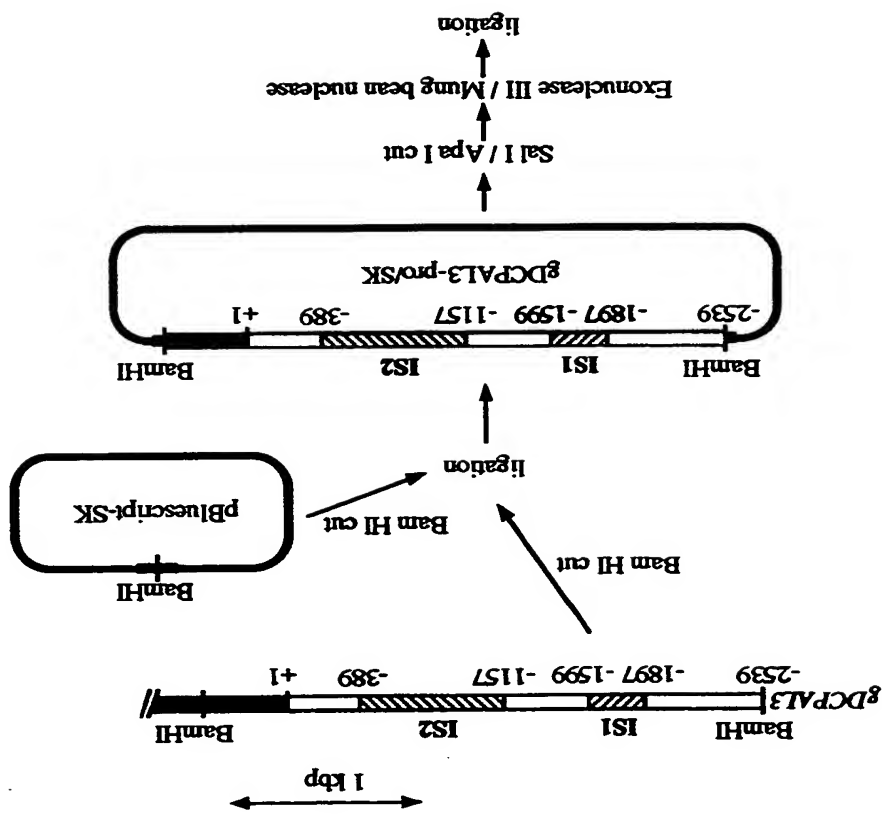 1 kbp
BamHI IS1 IS2 BamHI
gDCPAL3
-2539 -1897 -1599 -1157 -389 +1
BamHI
Bam HI cut
Bam HI cut
pBluescript-SK
ligation
BamHI IS1 IS2 BamHI
-2539 -1897 -1599 -1157 -389 +1
gDCPAL3-pro/SK
Sal I / Apa I cut
Exonuclease III / Mung bean nuclease
ligation